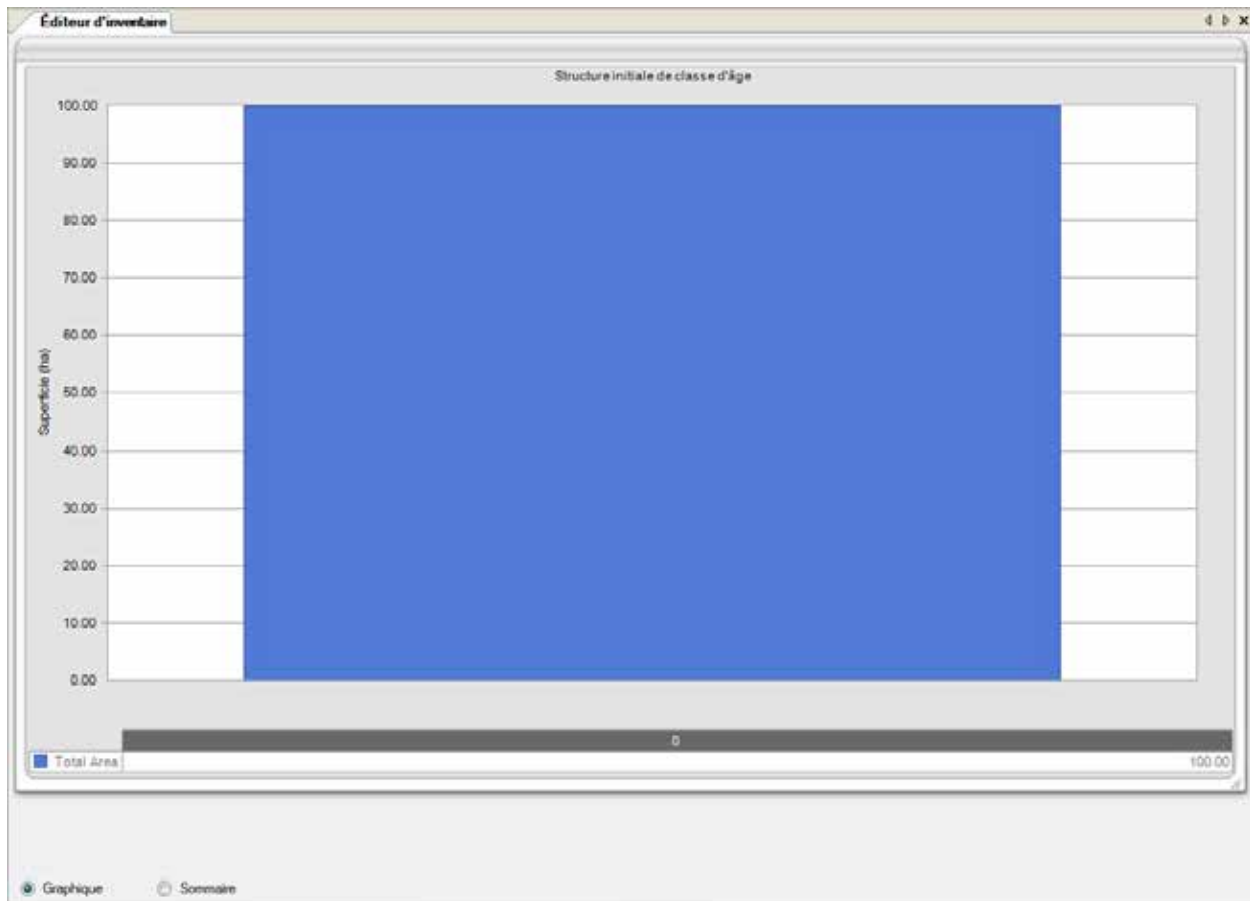 Éditeur d'inventaire
Structure initiale de classe d'âge
100.00
90.00
80.00
70.00
60.00
50.00
40.00
30.00
20.00
10.00
0.00
Superficie (ha)
0
Total Area 100.00
Graphique Sommaire